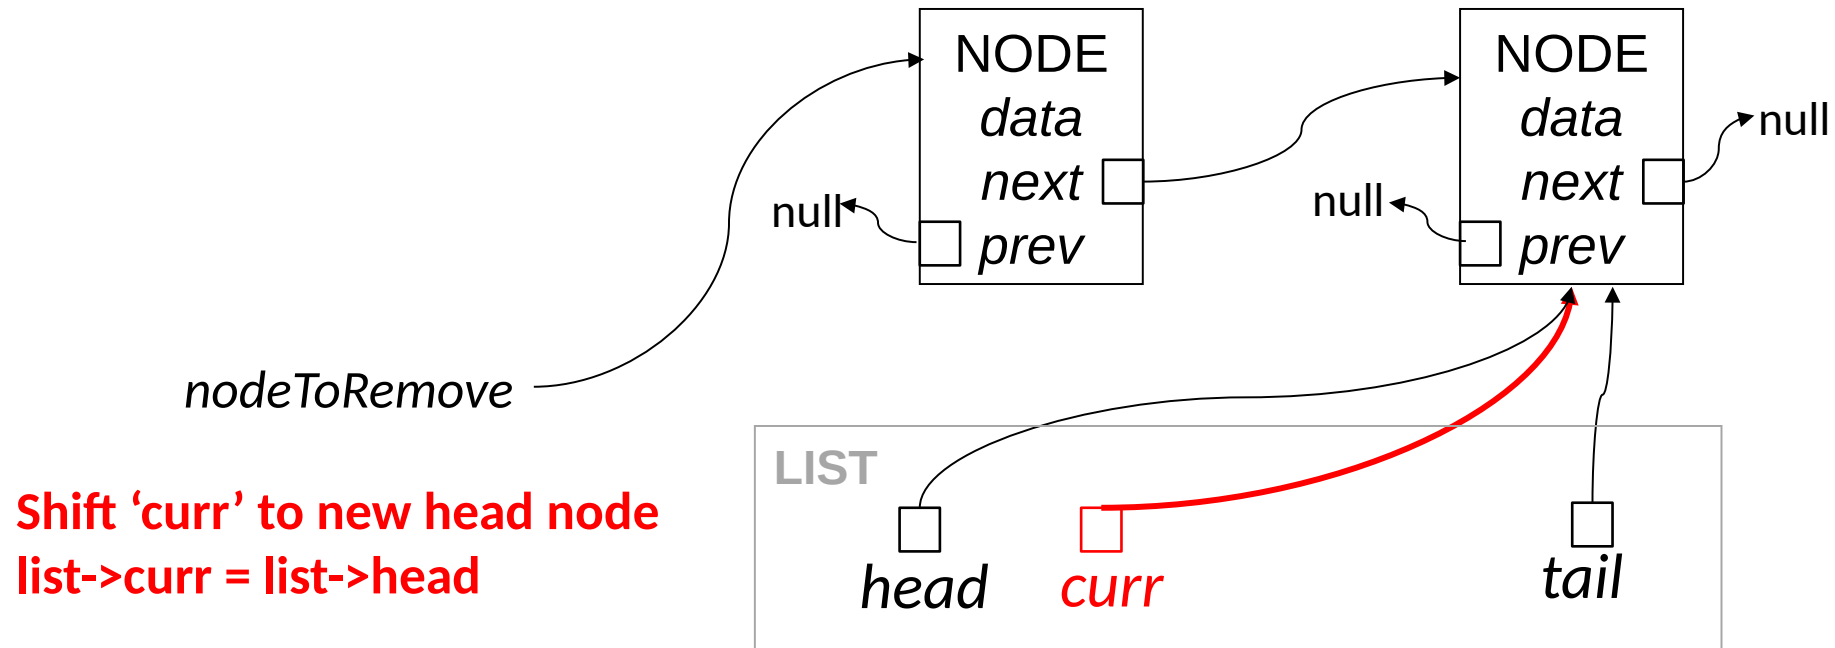 NODE
data
next
prev
null
NODE
data
next
prev
null
null
nodeToRemove
LIST
Shift ‘curr’ to new head node
list->curr = list->head
head
curr
tail